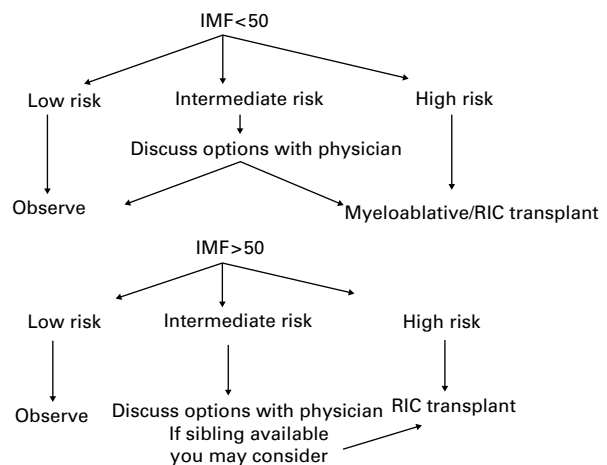 IMF<50
Low risk
Intermediate risk
High risk
Discuss options with physician
Observe
Myeloablative/RIC transplant
IMF>50
Low risk
Intermediate risk
High risk
Observe
Discuss options with physician
If sibling available
you may consider
RIC transplant